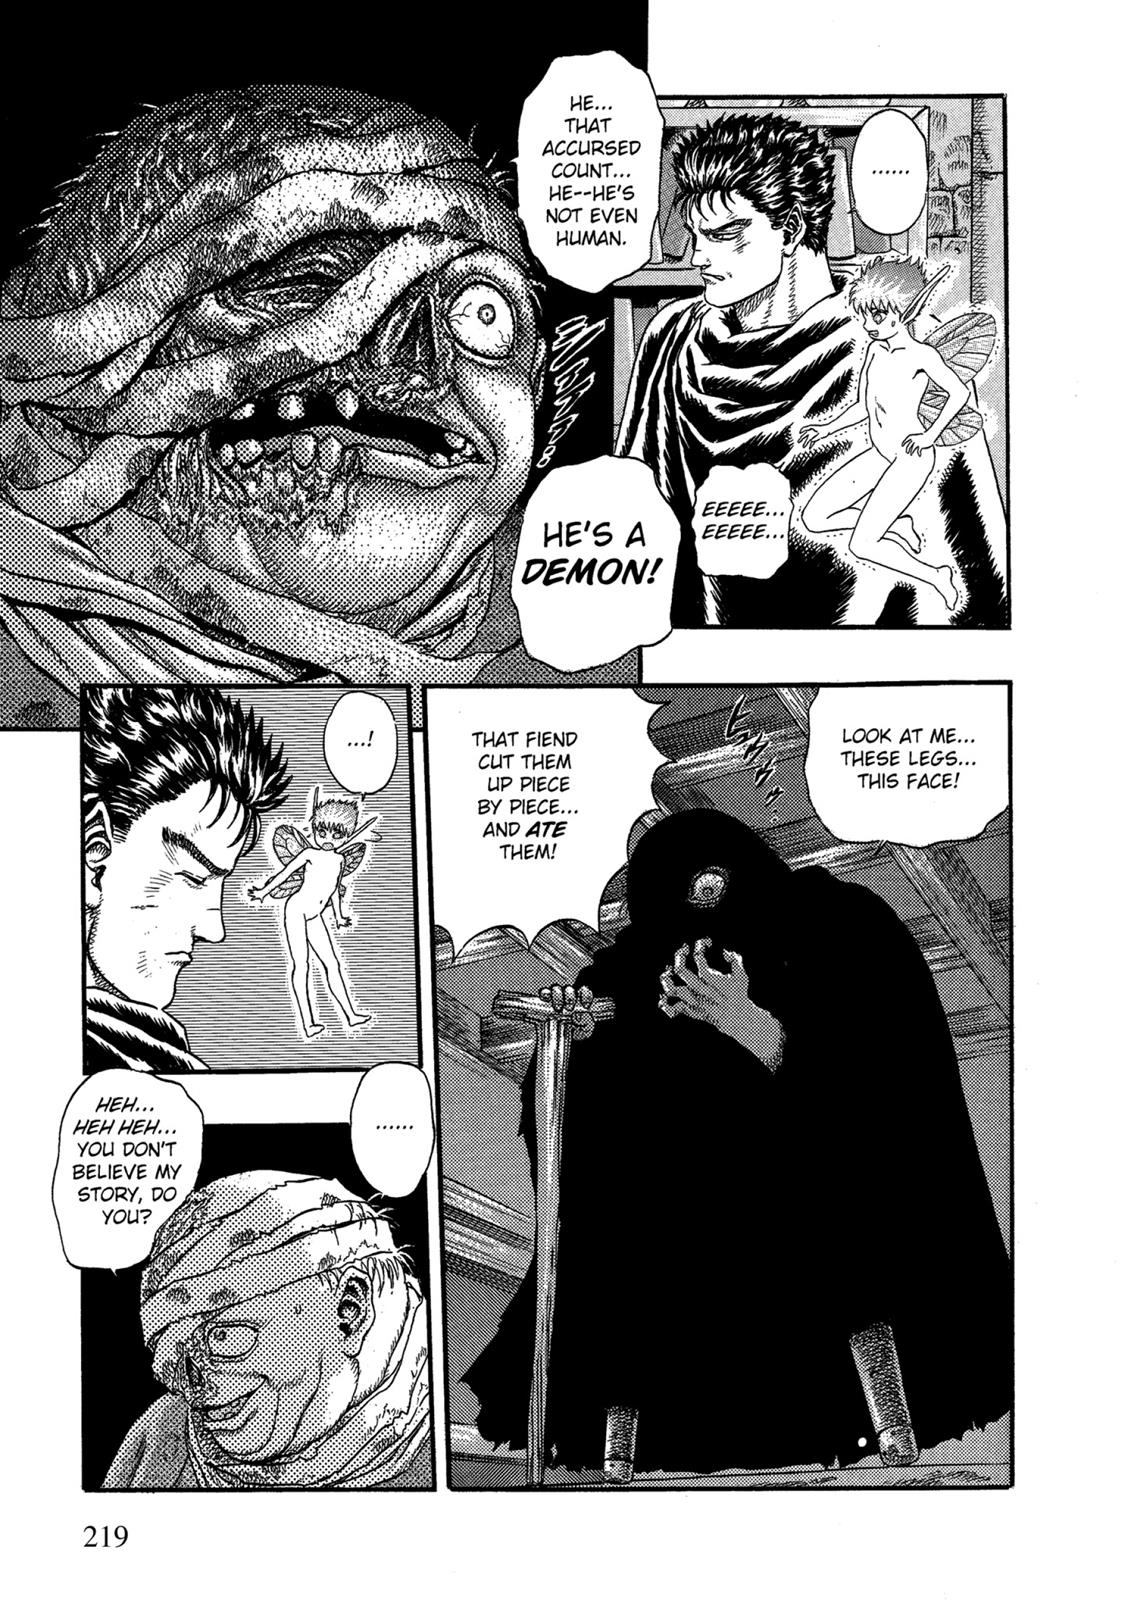 HE...
THAT
ACCURSED
COUNT...
HE--HE'S
NOT EVEN
HUMAN.
......
EEEEE...
EEEEE...
HE'S A
DEMON!
...!
THAT FIEND
CUT THEM
UP PIECE
BY PIECE...
AND ATE
THEM!
LOOK AT ME...
THESE LEGS...
THIS FACE!
HEH...
HEH HEH...
YOU DON'T
BELIEVE MY
STORY, DO
YOU?
......
219